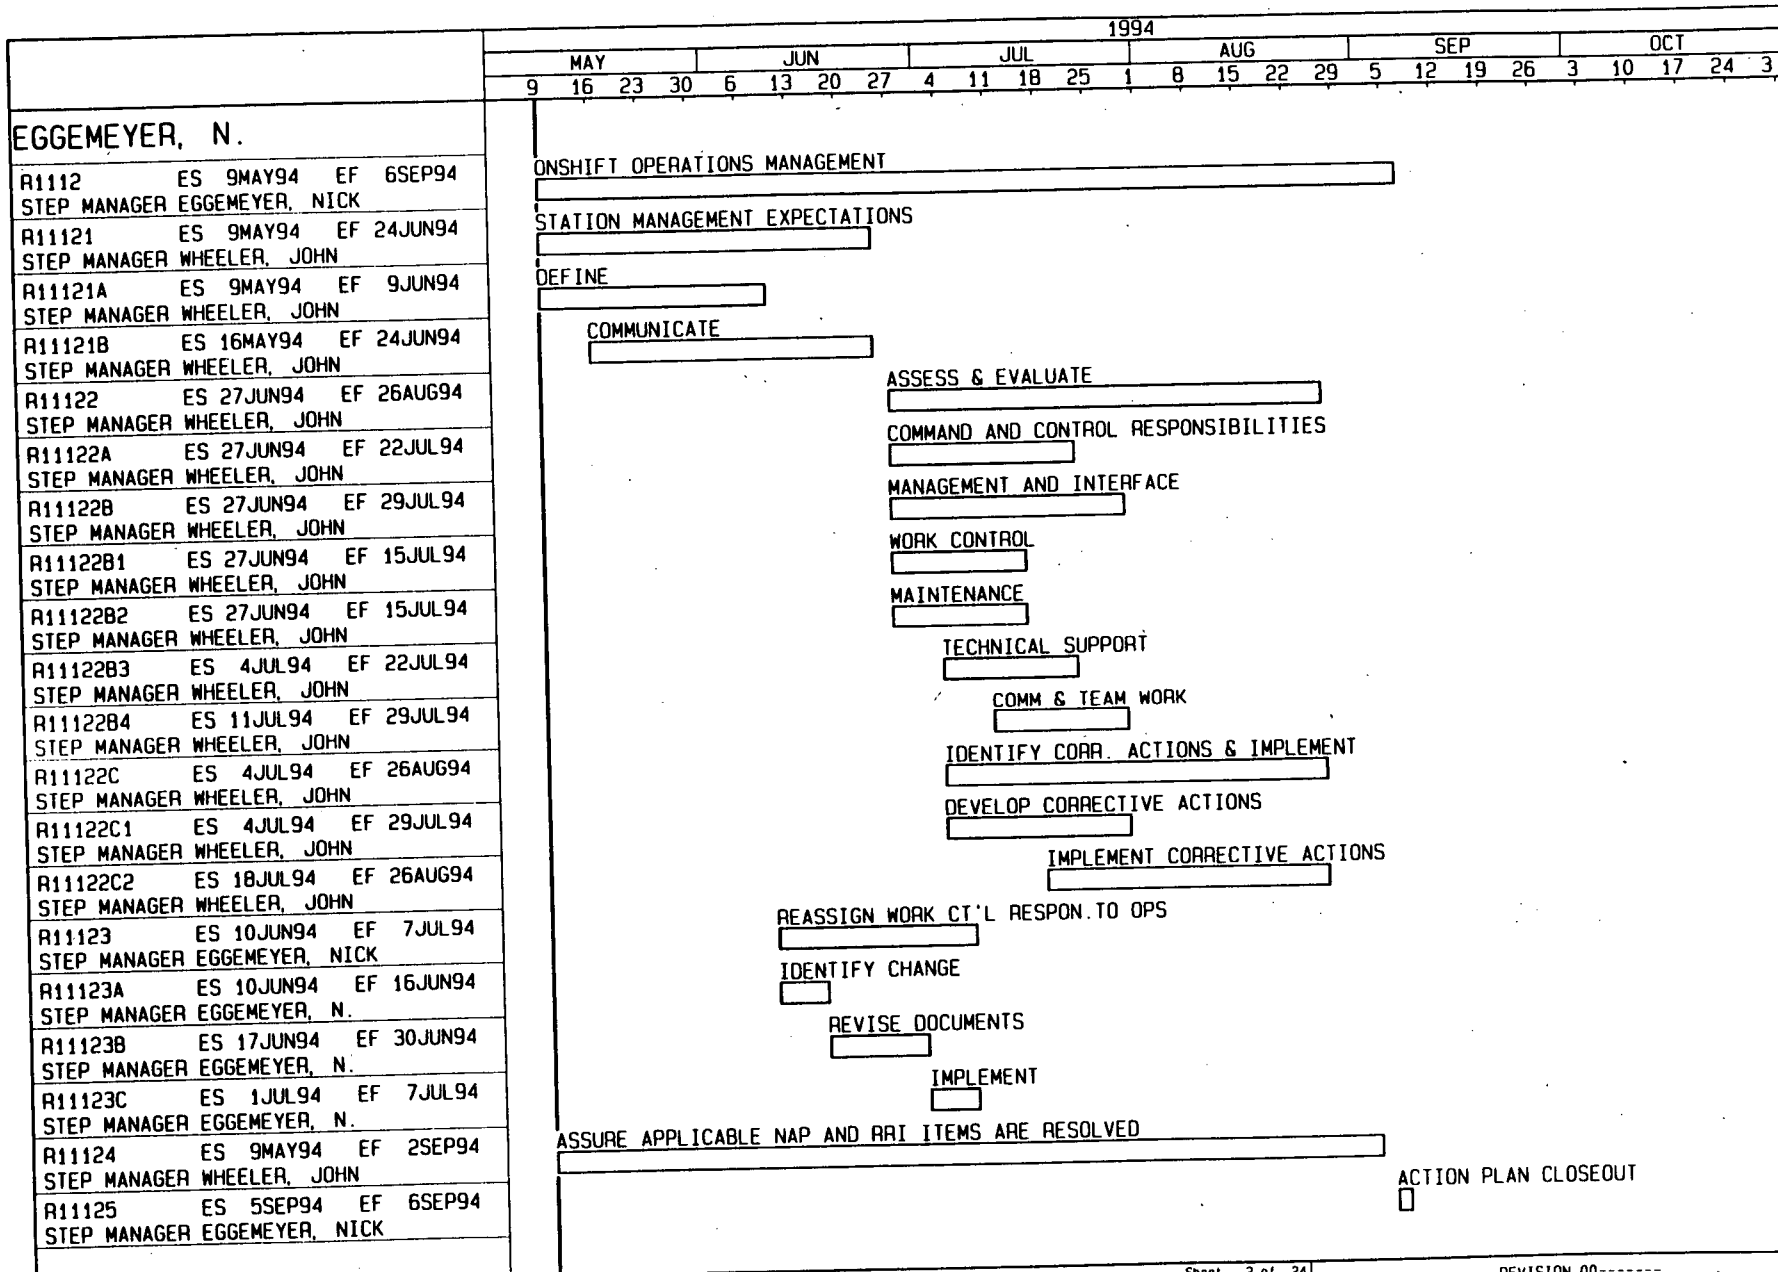 1994
MAY JUN JUL AUG SEP OCT
9 16 23 30 6 13 20 27 4 11 18 25 1 8 15 22 29 5 12 19 26 3 10 17 24 3
EGGEMEYER, N.
R1112 ES 9MAY94 EF 6SEP94
STEP MANAGER EGGEMEYER, NICK
ONSHIFT OPERATIONS MANAGEMENT
R11121 ES 9MAY94 EF 24JUN94
STEP MANAGER WHEELER, JOHN
STATION MANAGEMENT EXPECTATIONS
R11121A ES 9MAY94 EF 9JUN94
STEP MANAGER WHEELER, JOHN
DEFINE
R11121B ES 16MAY94 EF 24JUN94
STEP MANAGER WHEELER, JOHN
COMMUNICATE
R11122 ES 27JUN94 EF 26AUG94
STEP MANAGER WHEELER, JOHN
ASSESS & EVALUATE
R11122A ES 27JUN94 EF 22JUL94
STEP MANAGER WHEELER, JOHN
COMMAND AND CONTROL RESPONSIBILITIES
R11122B ES 27JUN94 EF 29JUL94
STEP MANAGER WHEELER, JOHN
MANAGEMENT AND INTERFACE
R11122B1 ES 27JUN94 EF 15JUL94
STEP MANAGER WHEELER, JOHN
WORK CONTROL
R11122B2 ES 27JUN94 EF 15JUL94
STEP MANAGER WHEELER, JOHN
MAINTENANCE
R11122B3 ES 4JUL94 EF 22JUL94
STEP MANAGER WHEELER, JOHN
TECHNICAL SUPPORT
R11122B4 ES 11JUL94 EF 29JUL94
STEP MANAGER WHEELER, JOHN
COMM & TEAM WORK
R11122C ES 4JUL94 EF 26AUG94
STEP MANAGER WHEELER, JOHN
IDENTIFY CORR. ACTIONS & IMPLEMENT
R11122C1 ES 4JUL94 EF 29JUL94
STEP MANAGER WHEELER, JOHN
DEVELOP CORRECTIVE ACTIONS
R11122C2 ES 18JUL94 EF 26AUG94
STEP MANAGER WHEELER, JOHN
IMPLEMENT CORRECTIVE ACTIONS
R11123 ES 10JUN94 EF 7JUL94
STEP MANAGER EGGEMEYER, NICK
REASSIGN WORK CT'L RESPON.TO OPS
R11123A ES 10JUN94 EF 16JUN94
STEP MANAGER EGGEMEYER, N.
IDENTIFY CHANGE
R11123B ES 17JUN94 EF 30JUN94
STEP MANAGER EGGEMEYER, N.
REVISE DOCUMENTS
R11123C ES 1JUL94 EF 7JUL94
STEP MANAGER EGGEMEYER, N.
IMPLEMENT
R11124 ES 9MAY94 EF 2SEP94
STEP MANAGER WHEELER, JOHN
ASSURE APPLICABLE NAP AND RRI ITEMS ARE RESOLVED
R11125 ES 5SEP94 EF 6SEP94
STEP MANAGER EGGEMEYER, NICK
ACTION PLAN CLOSEOUT